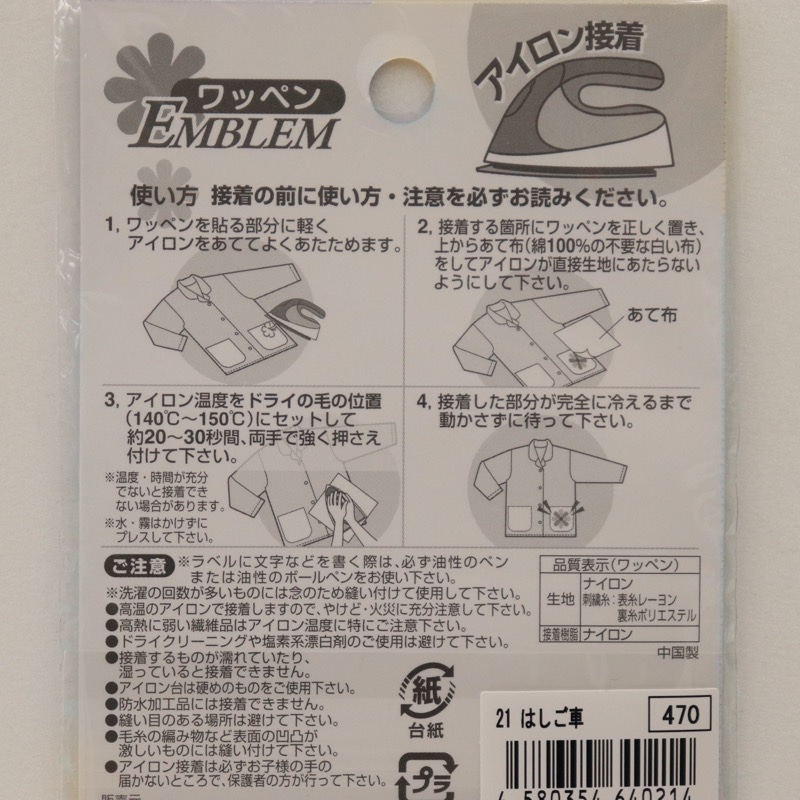 ワッペン
EMBLEM
アイロン接着
使い方 接着の前に使い方・注意を必ずお読みください。
1, ワッペンを貼る部分に軽く
アイロンをあててよくあたためます。
2, 接着する箇所にワッペンを正しく置き、
上からあて布(綿100%の不要な白い布)
をしてアイロンが直接生地にあたらない
ようにして下さい。
あて布
3, アイロン温度をドライの毛の位置
(140℃〜150℃)にセットして
約20〜30秒間、両手で強く押さえ
付けて下さい。
※温度・時間が充分
でないと接着でき
ない場合があります。
※水・霧はかけずに
プレスして下さい。
4, 接着した部分が完全に冷えるまで
動かさずに待って下さい。
ご注意 ※ラベルに文字などを書く際は、必ず油性のペン
または油性のボールペンをお使い下さい。
※洗濯の回数が多いものには念のため縫い付けて使用して下さい。
●高温のアイロンで接着しますので、やけど・火災に充分注意して下さい。
●高熱に弱い繊維品はアイロン温度に特にご注意下さい。
●ドライクリーニングや塩素系漂白剤のご使用は避けて下さい。
●接着するものが濡れていたり、
湿っていると接着できません。
●アイロン台は硬めのものをご使用下さい。
●防水加工品には接着できません。
●縫い目のある場所は避けて下さい。
●毛糸の編み物など表面の凹凸が
激しいものには縫い付けて下さい。
●アイロン接着は必ずお子様の手の
届かないところで、保護者の方が行って下さい。
品質表示(ワッペン)
生地 ナイロン
刺繍糸:表糸レーヨン
裏糸ポリエステル
接着樹脂 ナイロン
中国製
紙
台紙
プラ
21 はしご車 470
4 580354 640214
販売元